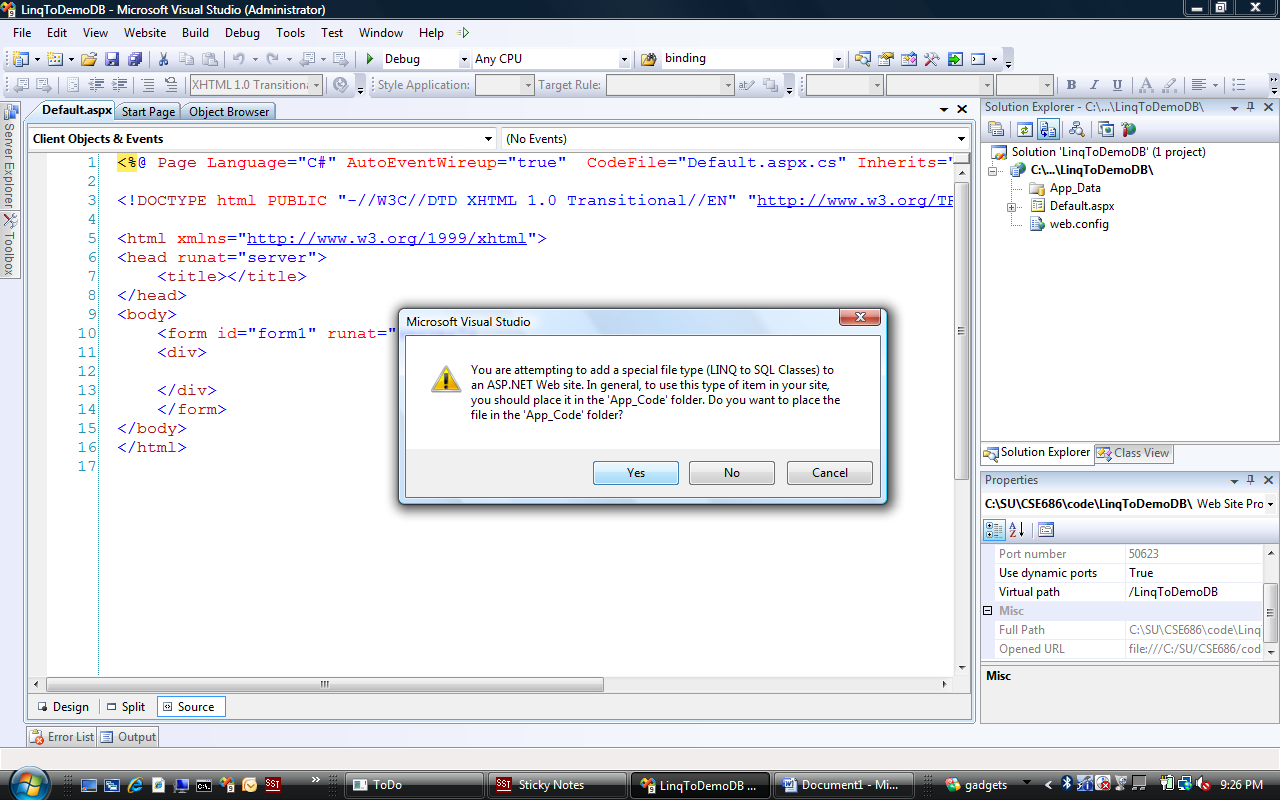 LinqToDemoDB - Microsoft Visual Studio (Administrator)
File Edit View Website Build Debug Tools Test Window Help
Debug Any CPU binding
XHTML 1.0 Transition Style Application: Target Rule: B I U A
Server Explorer
Toolbox
Default.aspx Start Page Object Browser
Client Objects & Events (No Events)
1 <%@ Page Language="C#" AutoEventWireup="true" CodeFile="Default.aspx.cs" Inherits="
2
3 <!DOCTYPE html PUBLIC "-//W3C//DTD XHTML 1.0 Transitional//EN" "http://www.w3.org/TR
4
5 <html xmlns="http://www.w3.org/1999/xhtml">
6 <head runat="server">
7 <title></title>
8 </head>
9 <body>
10 <form id="form1" runat="
11 <div>
12
13 </div>
14 </form>
15 </body>
16 </html>
17
Microsoft Visual Studio
You are attempting to add a special file type (LINQ to SQL Classes) to
an ASP.NET Web site. In general, to use this type of item in your site,
you should place it in the 'App_Code' folder. Do you want to place the
file in the 'App_Code' folder?
Yes No Cancel
Design Split Source
Error List Output
Solution Explorer - C:\...\LinqToDemoDB\
Solution 'LinqToDemoDB' (1 project)
C:\...\LinqToDemoDB\
App_Data
Default.aspx
web.config
Solution Explorer Class View
Properties
C:\SU\CSE686\code\LinqToDemoDB\ Web Site Pro
Port number 50623
Use dynamic ports True
Virtual path /LinqToDemoDB
Misc
Full Path C:\SU\CSE686\code\Linq
Opened URL file:///C:/SU/CSE686/cod
Misc
SSI ToDo SSI Sticky Notes LinqToDemoDB ... Document1 - Mi... gadgets 9:26 PM